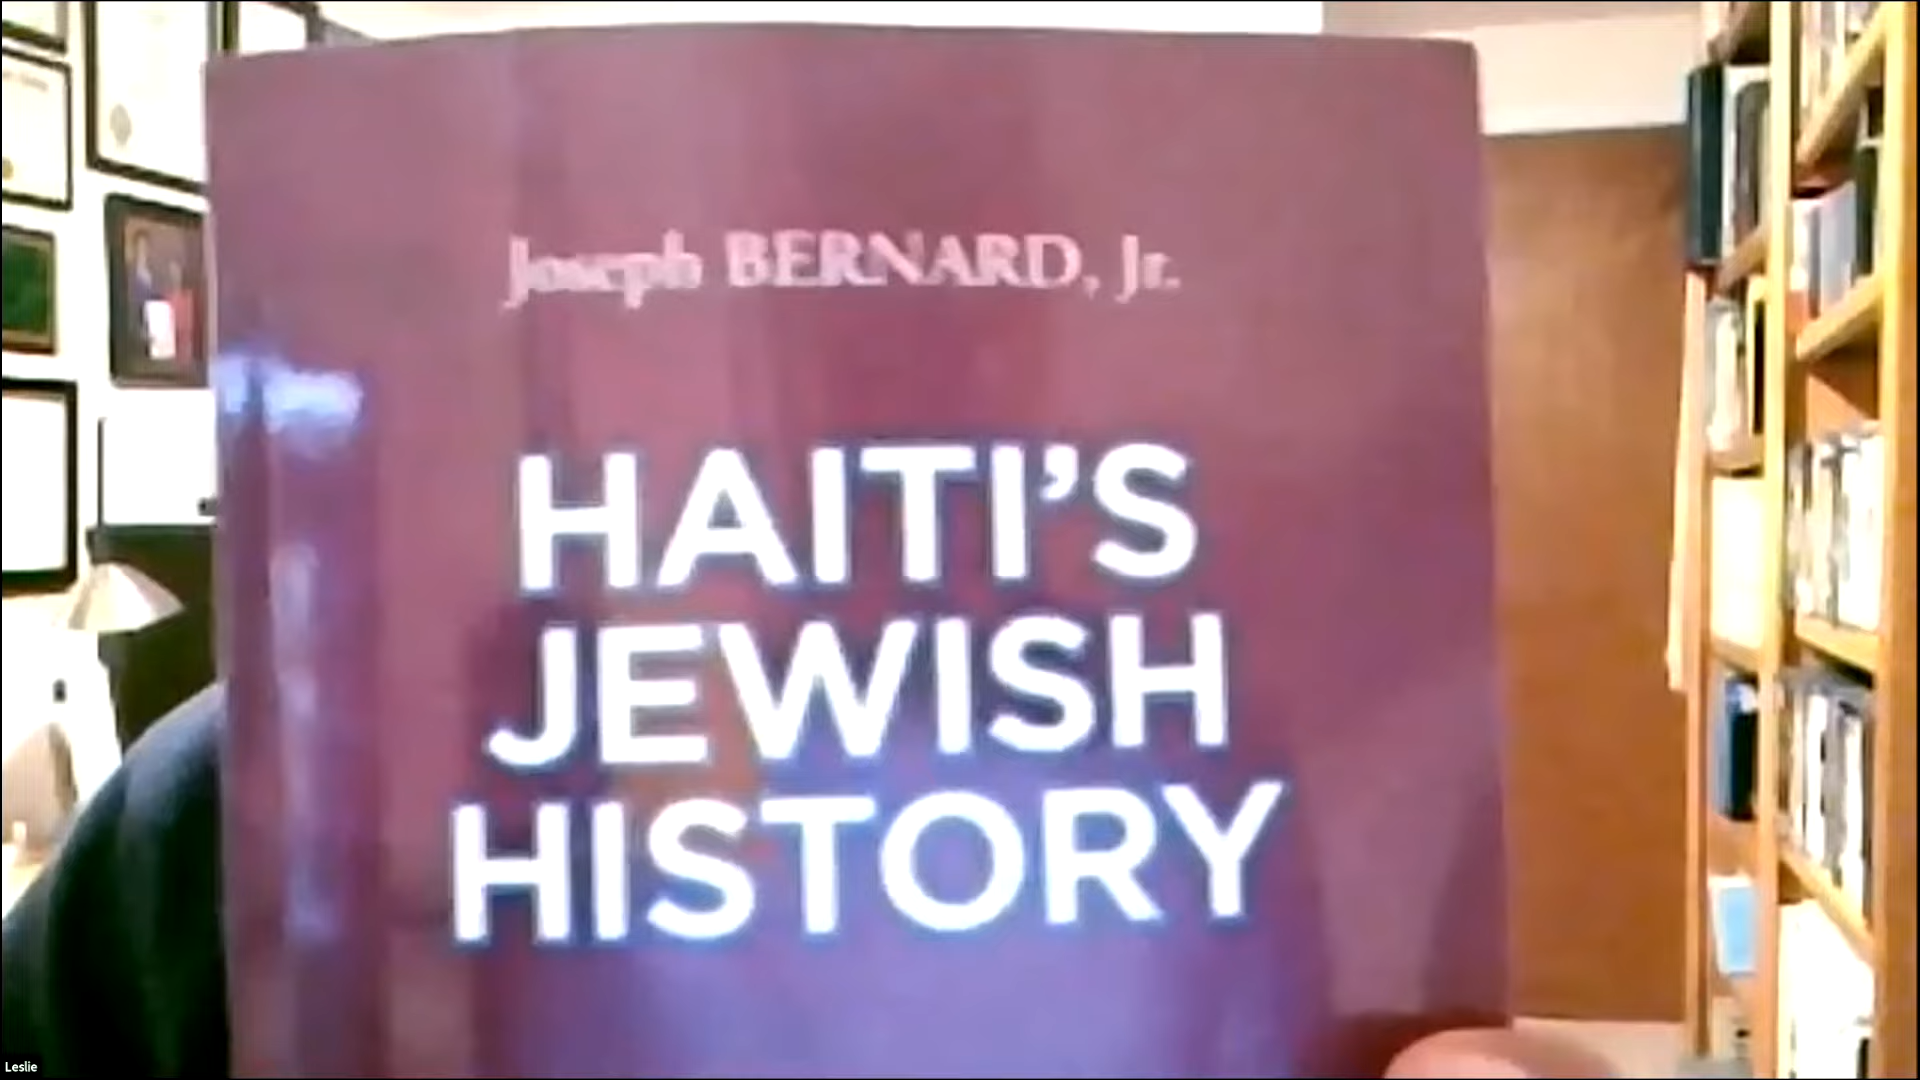 Joseph BERNARD, Jr.
HAITI'S
JEWISH
HISTORY
Leslie